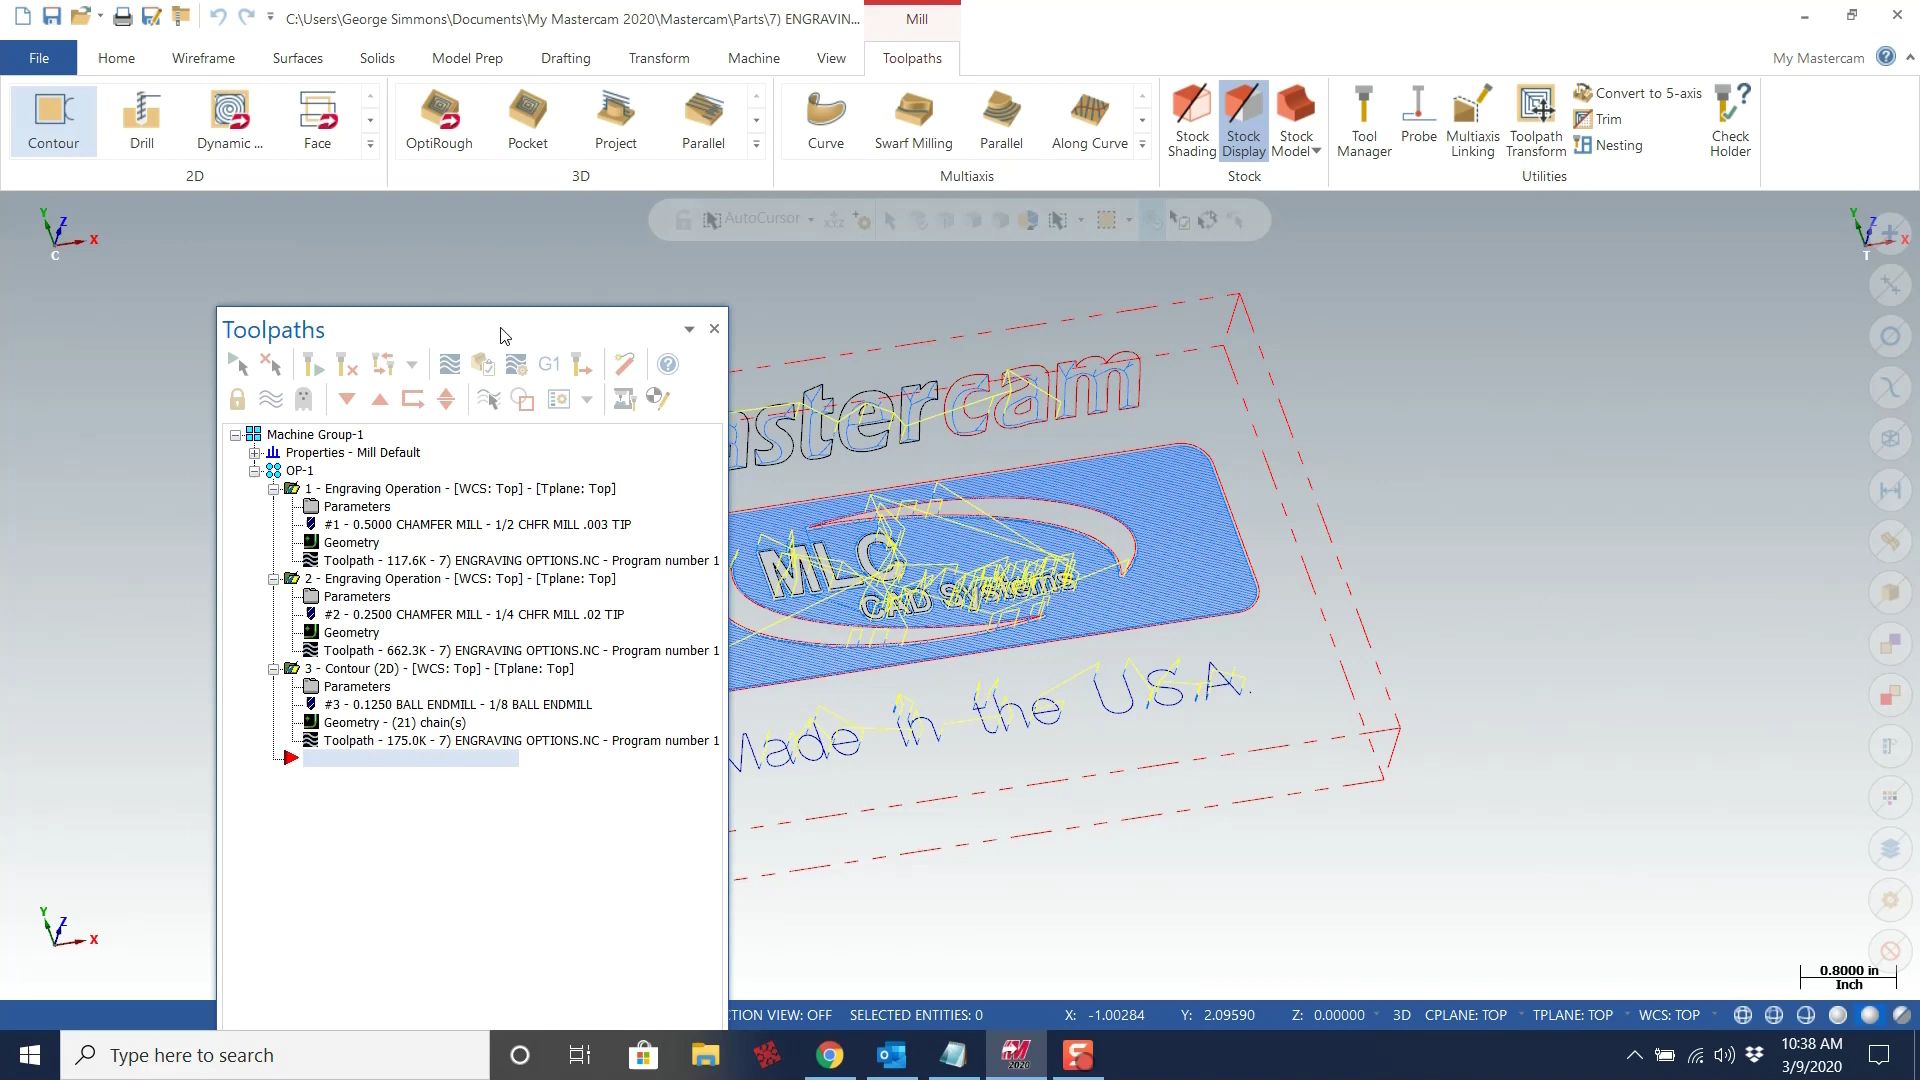 C:\Users\George Simmons\Documents\My Mastercam 2020\Mastercam\Parts\7) ENGRAVIN...
Mill
File
Home
Wireframe
Surfaces
Solids
Model Prep
Drafting
Transform
Machine
View
Toolpaths
My Mastercam
Contour
Drill
Dynamic ...
Face
2D
OptiRough
Pocket
Project
Parallel
3D
Curve
Swarf Milling
Parallel
Along Curve
Multiaxis
Stock Shading
Stock Display
Stock Model
Stock
Tool Manager
Probe
Multiaxis Linking
Toolpath Transform
Convert to 5-axis
Trim
Nesting
Utilities
Check Holder
AutoCursor
XYZ
Y Z X
C
Y Z X
T
Toolpaths
G1
Machine Group-1
Properties - Mill Default
OP-1
1 - Engraving Operation - [WCS: Top] - [Tplane: Top]
Parameters
#1 - 0.5000 CHAMFER MILL - 1/2 CHFR MILL .003 TIP
Geometry
Toolpath - 117.6K - 7) ENGRAVING OPTIONS.NC - Program number 1
2 - Engraving Operation - [WCS: Top] - [Tplane: Top]
Parameters
#2 - 0.2500 CHAMFER MILL - 1/4 CHFR MILL .02 TIP
Geometry
Toolpath - 662.3K - 7) ENGRAVING OPTIONS.NC - Program number 1
3 - Contour (2D) - [WCS: Top] - [Tplane: Top]
Parameters
#3 - 0.1250 BALL ENDMILL - 1/8 BALL ENDMILL
Geometry - (21) chain(s)
Toolpath - 175.0K - 7) ENGRAVING OPTIONS.NC - Program number 1
astercam
MLC
CAD Systems
Made in the U.S.A.
Y Z X
0.8000 in
Inch
TION VIEW: OFF
SELECTED ENTITIES: 0
X: -1.00284
Y: 2.09590
Z: 0.00000
3D
CPLANE: TOP
TPLANE: TOP
WCS: TOP
Type here to search
2020
10:38 AM
3/9/2020